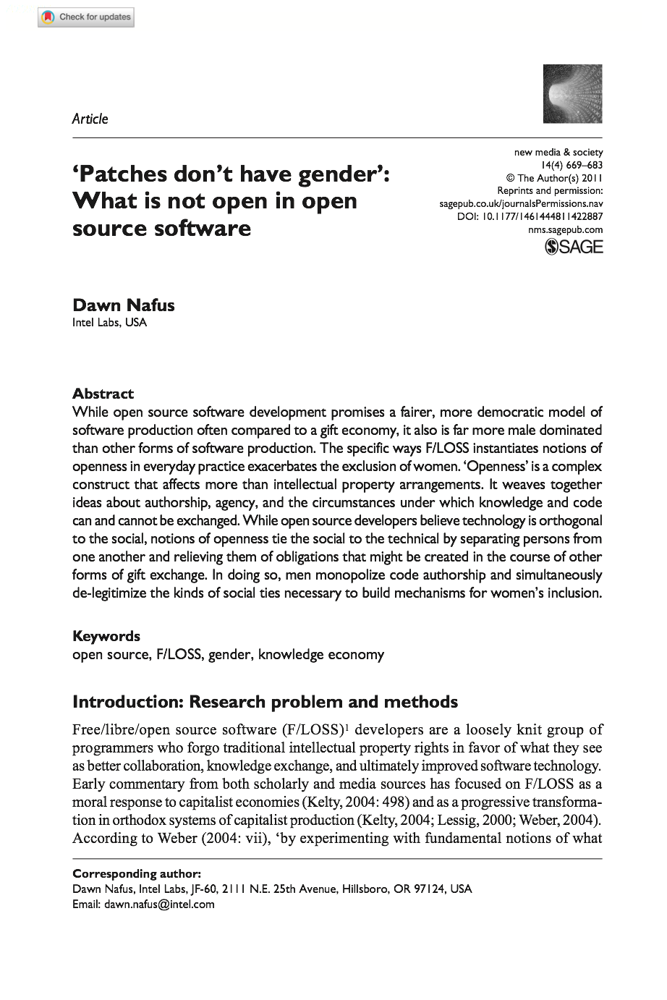 Check for updates
Article
‘Patches don’t have gender’:
What is not open in open
source software
new media & society
14(4) 669–683
© The Author(s) 2011
Reprints and permission:
sagepub.co.uk/journalsPermissions.nav
DOI: 10.1177/1461444811422887
nms.sagepub.com
SAGE
Dawn Nafus
Intel Labs, USA
Abstract
While open source software development promises a fairer, more democratic model of
software production often compared to a gift economy, it also is far more male dominated
than other forms of software production. The specific ways F/LOSS instantiates notions of
openness in everyday practice exacerbates the exclusion of women. ‘Openness’ is a complex
construct that affects more than intellectual property arrangements. It weaves together
ideas about authorship, agency, and the circumstances under which knowledge and code
can and cannot be exchanged. While open source developers believe technology is orthogonal
to the social, notions of openness tie the social to the technical by separating persons from
one another and relieving them of obligations that might be created in the course of other
forms of gift exchange. In doing so, men monopolize code authorship and simultaneously
de-legitimize the kinds of social ties necessary to build mechanisms for women’s inclusion.
Keywords
open source, F/LOSS, gender, knowledge economy
Introduction: Research problem and methods
Free/libre/open source software (F/LOSS)¹ developers are a loosely knit group of
programmers who forgo traditional intellectual property rights in favor of what they see
as better collaboration, knowledge exchange, and ultimately improved software technology.
Early commentary from both scholarly and media sources has focused on F/LOSS as a
moral response to capitalist economies (Kelty, 2004: 498) and as a progressive transforma-
tion in orthodox systems of capitalist production (Kelty, 2004; Lessig, 2000; Weber, 2004).
According to Weber (2004: vii), ‘by experimenting with fundamental notions of what
Corresponding author:
Dawn Nafus, Intel Labs, JF-60, 2111 N.E. 25th Avenue, Hillsboro, OR 97124, USA
Email: dawn.nafus@intel.com